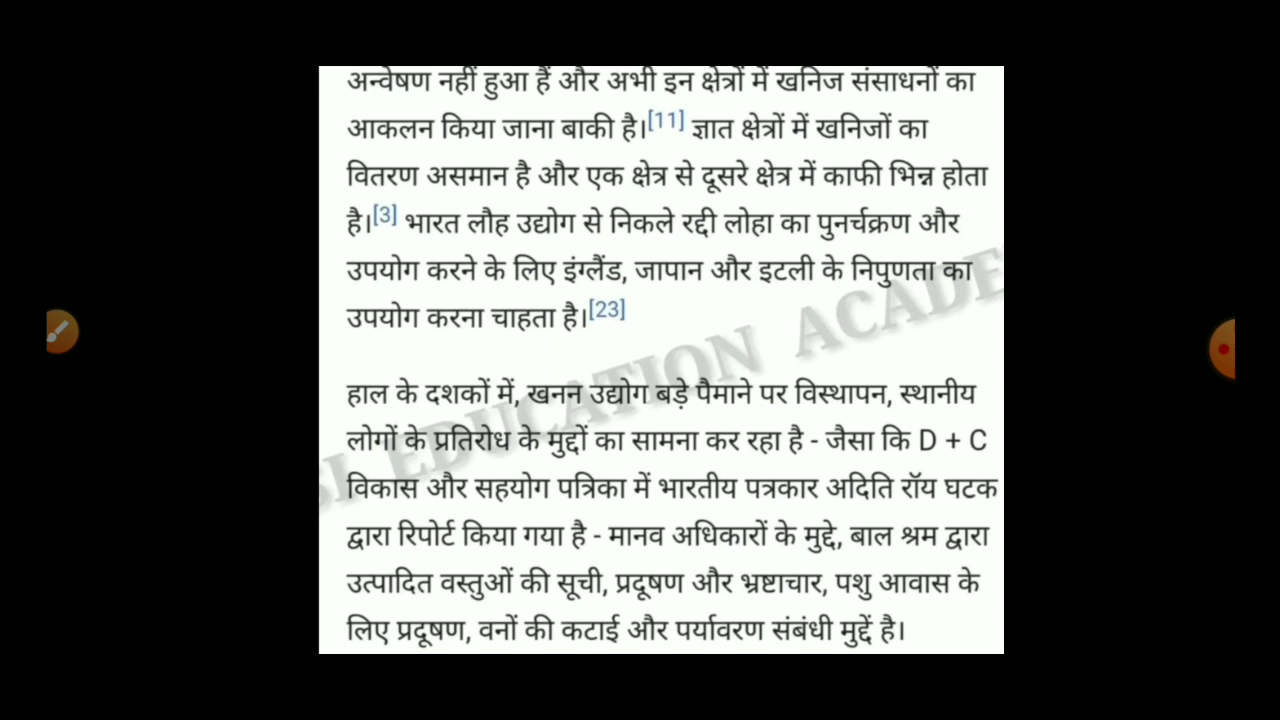 अन्वेषण नहीं हुआ हैं और अभी इन क्षेत्रों में खनिज संसाधनों का
आकलन किया जाना बाकी है।[11] ज्ञात क्षेत्रों में खनिजों का
वितरण असमान है और एक क्षेत्र से दूसरे क्षेत्र में काफी भिन्न होता
है।[3] भारत लौह उद्योग से निकले रद्दी लोहा का पुनर्चक्रण और
उपयोग करने के लिए इंग्लैंड, जापान और इटली के निपुणता का
उपयोग करना चाहता है।[23]
हाल के दशकों में, खनन उद्योग बड़े पैमाने पर विस्थापन, स्थानीय
लोगों के प्रतिरोध के मुद्दों का सामना कर रहा है - जैसा कि D + C
विकास और सहयोग पत्रिका में भारतीय पत्रकार अदिति रॉय घटक
द्वारा रिपोर्ट किया गया है - मानव अधिकारों के मुद्दे, बाल श्रम द्वारा
उत्पादित वस्तुओं की सूची, प्रदूषण और भ्रष्टाचार, पशु आवास के
लिए प्रदूषण, वनों की कटाई और पर्यावरण संबंधी मुद्दें है।
EDUCATION